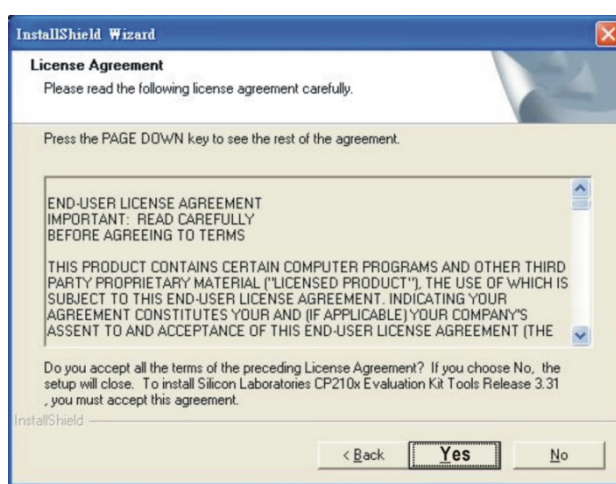 InstallShield Wizard
License Agreement
Please read the following license agreement carefully.
Press the PAGE DOWN key to see the rest of the agreement.
END-USER LICENSE AGREEMENT
IMPORTANT: READ CAREFULLY
BEFORE AGREEING TO TERMS
THIS PRODUCT CONTAINS CERTAIN COMPUTER PROGRAMS AND OTHER THIRD
PARTY PROPRIETARY MATERIAL ("LICENSED PRODUCT"), THE USE OF WHICH IS
SUBJECT TO THIS END-USER LICENSE AGREEMENT. INDICATING YOUR
AGREEMENT CONSTITUTES YOUR AND (IF APPLICABLE) YOUR COMPANY'S
ASSENT TO AND ACCEPTANCE OF THIS END-USER LICENSE AGREEMENT (THE
Do you accept all the terms of the preceding License Agreement? If you choose No, the
setup will close. To install Silicon Laboratories CP210x Evaluation Kit Tools Release 3.31
, you must accept this agreement.
InstallShield
< Back Yes No